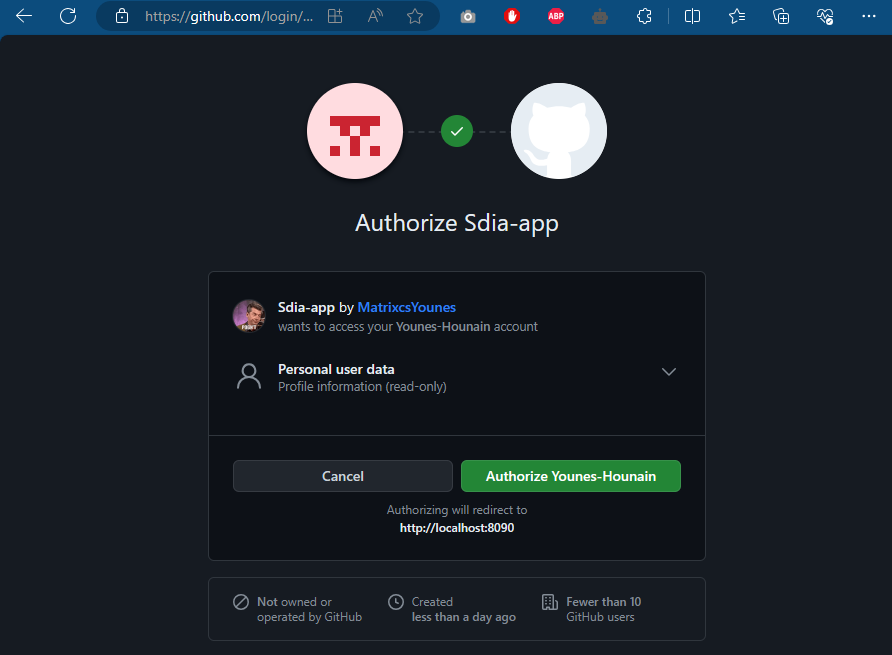 https://github.com/login/...
ABP
Authorize Sdia-app
Sdia-app by MatrixcsYounes
wants to access your Younes-Hounain account
Personal user data
Profile information (read-only)
Cancel
Authorize Younes-Hounain
Authorizing will redirect to
http://localhost:8090
Not owned or
operated by GitHub
Created
less than a day ago
Fewer than 10
GitHub users